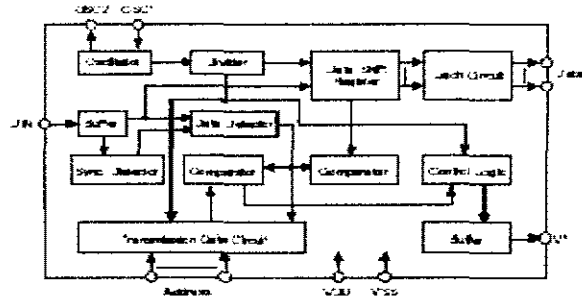 OSC2 OSC1
Oscillator
Divider
Data Shift
Register
Latch Circuit
Data
DIN
Buffer
Data Detector
Sync. Detector
Comparator
Comparator
Control Logic
Transmission Gate Circuit
Buffer
VT
Address
VDD
VSS